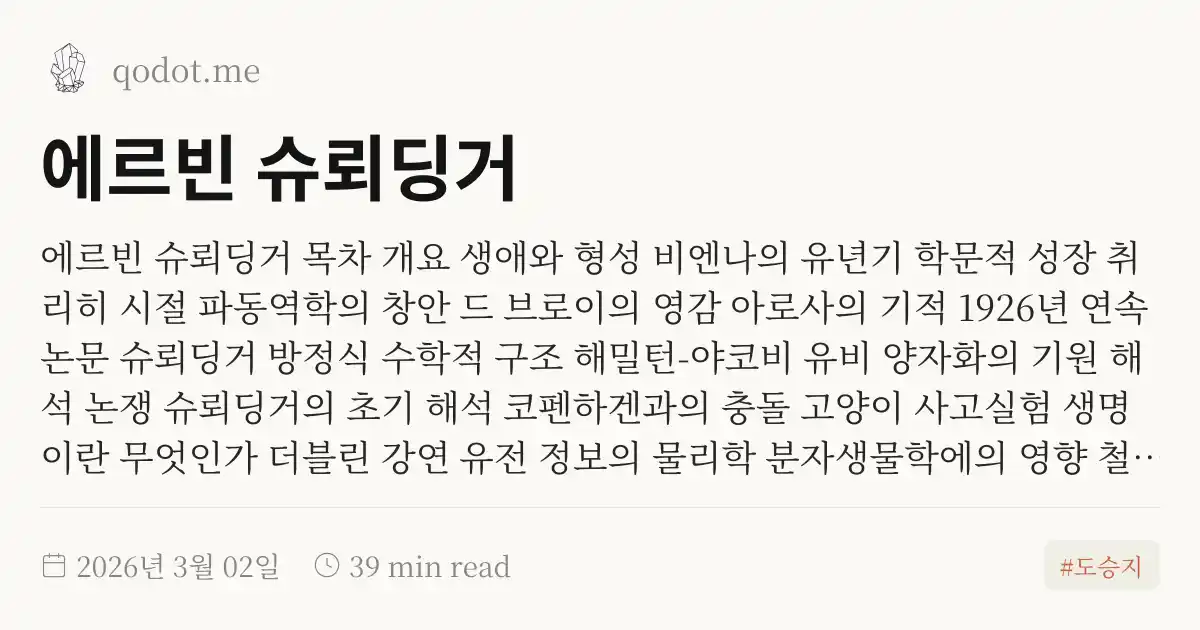 qodot.me
에르빈 슈뢰딩거
에르빈 슈뢰딩거 목차 개요 생애와 형성 비엔나의 유년기 학문적 성장 취
리히 시절 파동역학의 창안 드 브로이의 영감 아로사의 기적 1926년 연속
논문 슈뢰딩거 방정식 수학적 구조 해밀턴-야코비 유비 양자화의 기원 해
석 논쟁 슈뢰딩거의 초기 해석 코펜하겐과의 충돌 고양이 사고실험 생명
이란 무엇인가 더블린 강연 유전 정보의 물리학 분자생물학에의 영향 철…
2026년 3월 02일 39 min read
#도승지